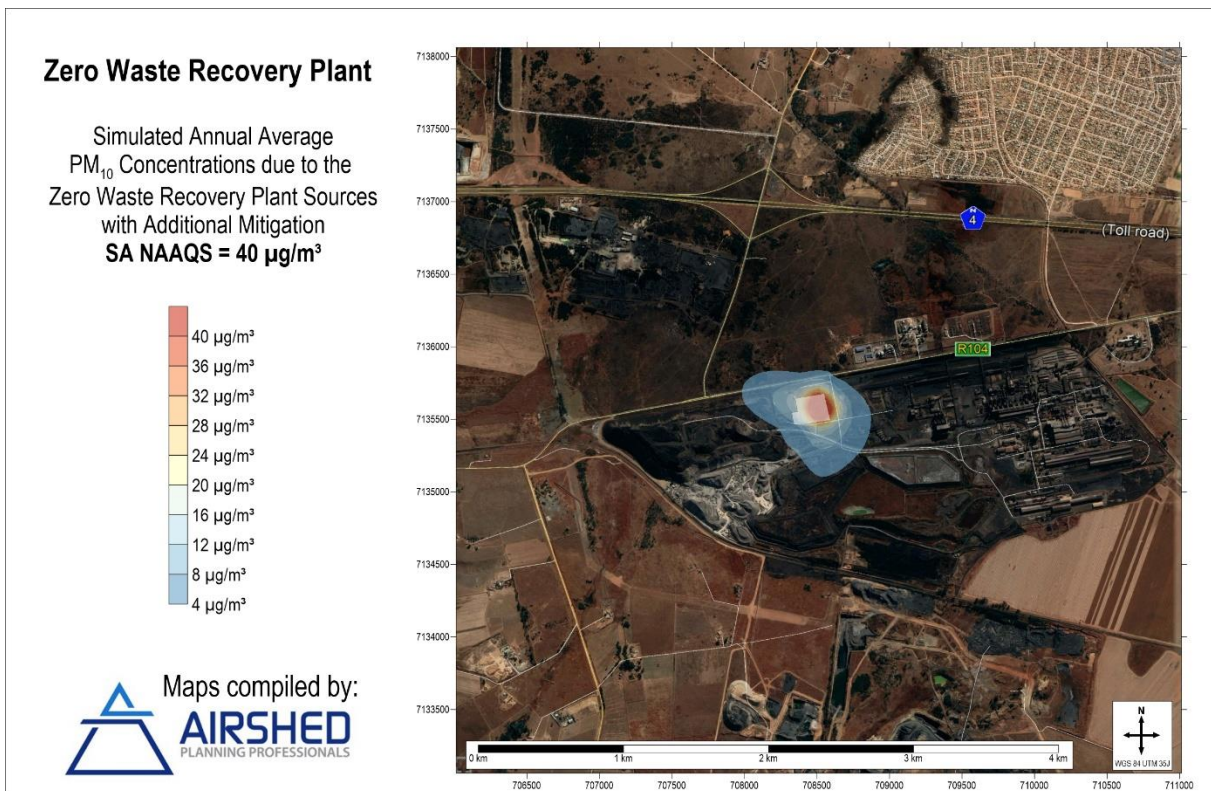 Zero Waste Recovery Plant
Simulated Annual Average
PM₁₀ Concentrations due to the
Zero Waste Recovery Plant Sources
with Additional Mitigation
SA NAAQS = 40 µg/m³
40 µg/m³
36 µg/m³
32 µg/m³
28 µg/m³
24 µg/m³
20 µg/m³
16 µg/m³
12 µg/m³
8 µg/m³
4 µg/m³
Maps compiled by:
AIRSHED
PLANNING PROFESSIONALS
7138000
7137500
7137000
7136500
7136000
7135500
7135000
7134500
7134000
7133500
N
4
(Toll road)
R104
0 km
1 km
2 km
3 km
4 km
N
WGS 84 UTM 35J
706500
707000
707500
708000
708500
709000
709500
710000
710500
711000